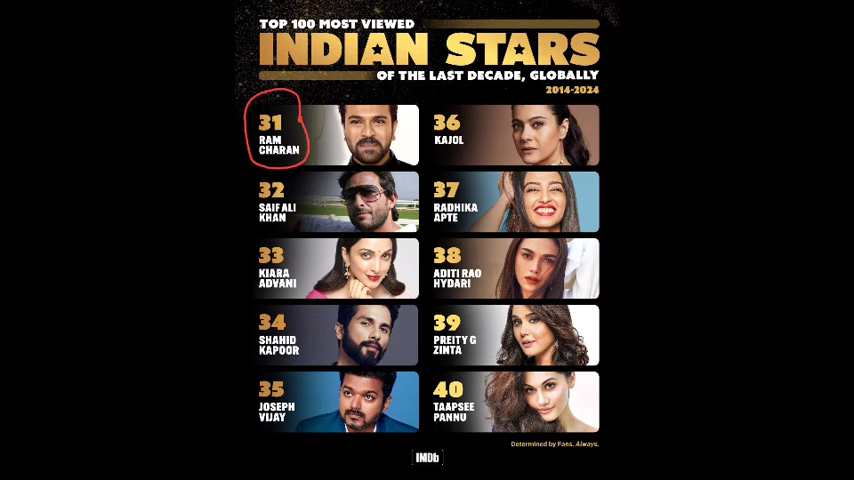 TOP 100 MOST VIEWED
INDIAN STARS
OF THE LAST DECADE, GLOBALLY
2014-2024
31
RAM
CHARAN
32
SAIF ALI
KHAN
33
KIARA
ADVANI
34
SHAHID
KAPOOR
35
JOSEPH
VIJAY
36
KAJOL
37
RADHIKA
APTE
38
ADITI RAO
HYDARI
39
PREITY G
ZINTA
40
TAAPSEE
PANNU
Determined by Fans. Always.
IMDb